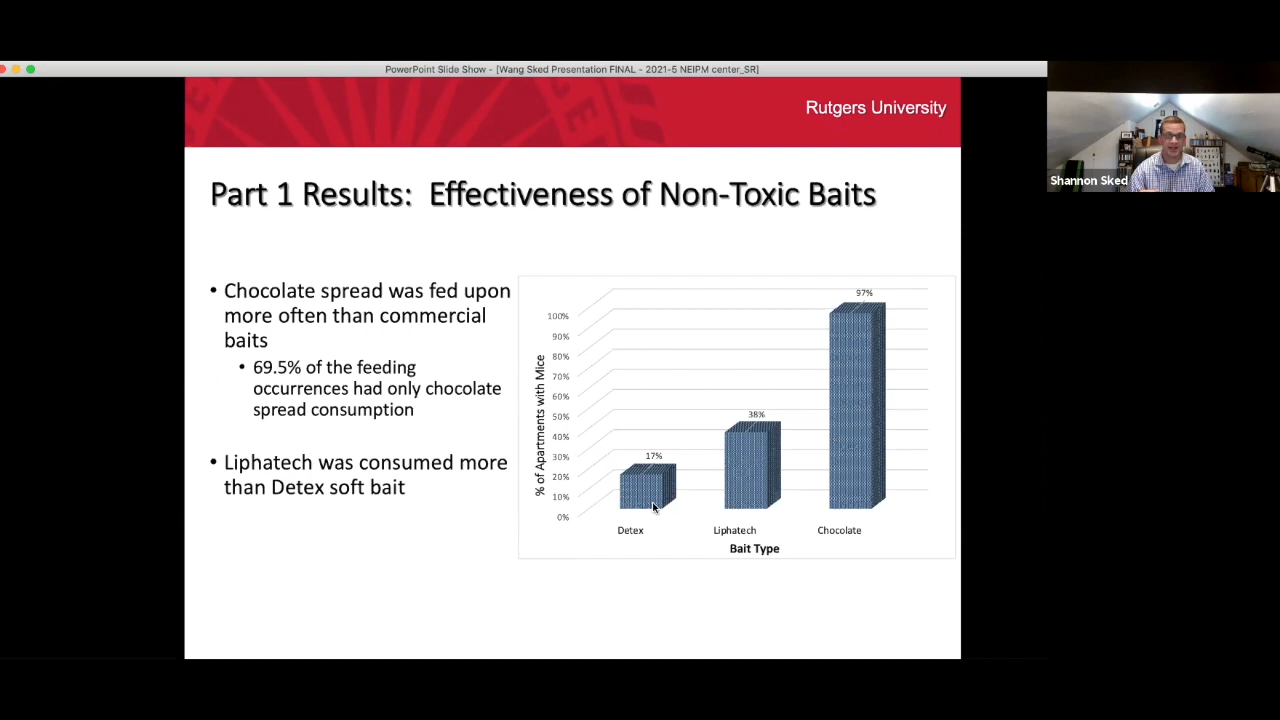 PowerPoint Slide Show - [Wang Sked Presentation FINAL - 2021-5 NEIPM center_SR]
Rutgers University
Shannon Sked
Part 1 Results: Effectiveness of Non-Toxic Baits
• Chocolate spread was fed upon
more often than commercial
baits
• 69.5% of the feeding
occurrences had only chocolate
spread consumption
• Liphatech was consumed more
than Detex soft bait
% of Apartments with Mice
100%
90%
80%
70%
60%
50%
40%
30%
20%
10%
0%
17%
38%
97%
Detex
Liphatech
Chocolate
Bait Type